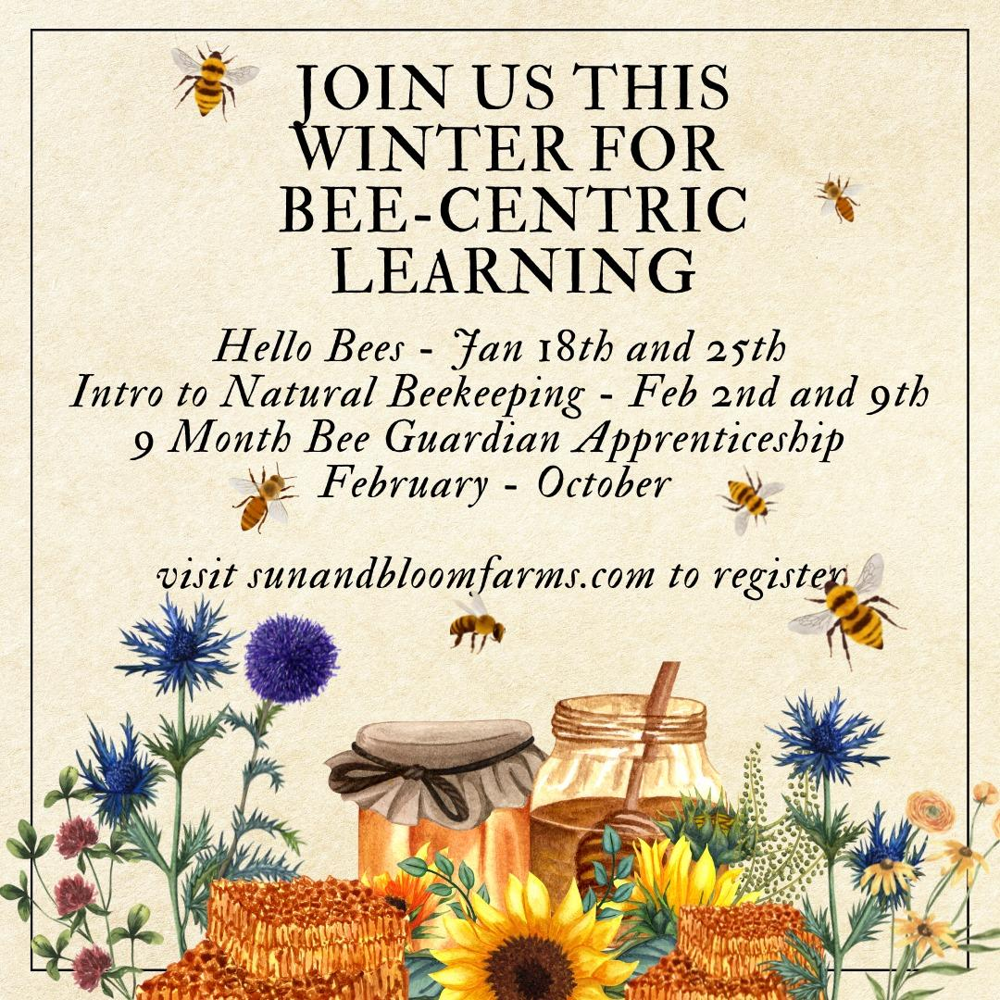 JOIN US THIS
WINTER FOR
BEE-CENTRIC
LEARNING
Hello Bees - Jan 18th and 25th
Intro to Natural Beekeeping - Feb 2nd and 9th
9 Month Bee Guardian Apprenticeship
February - October
visit sunandbloomfarms.com to register